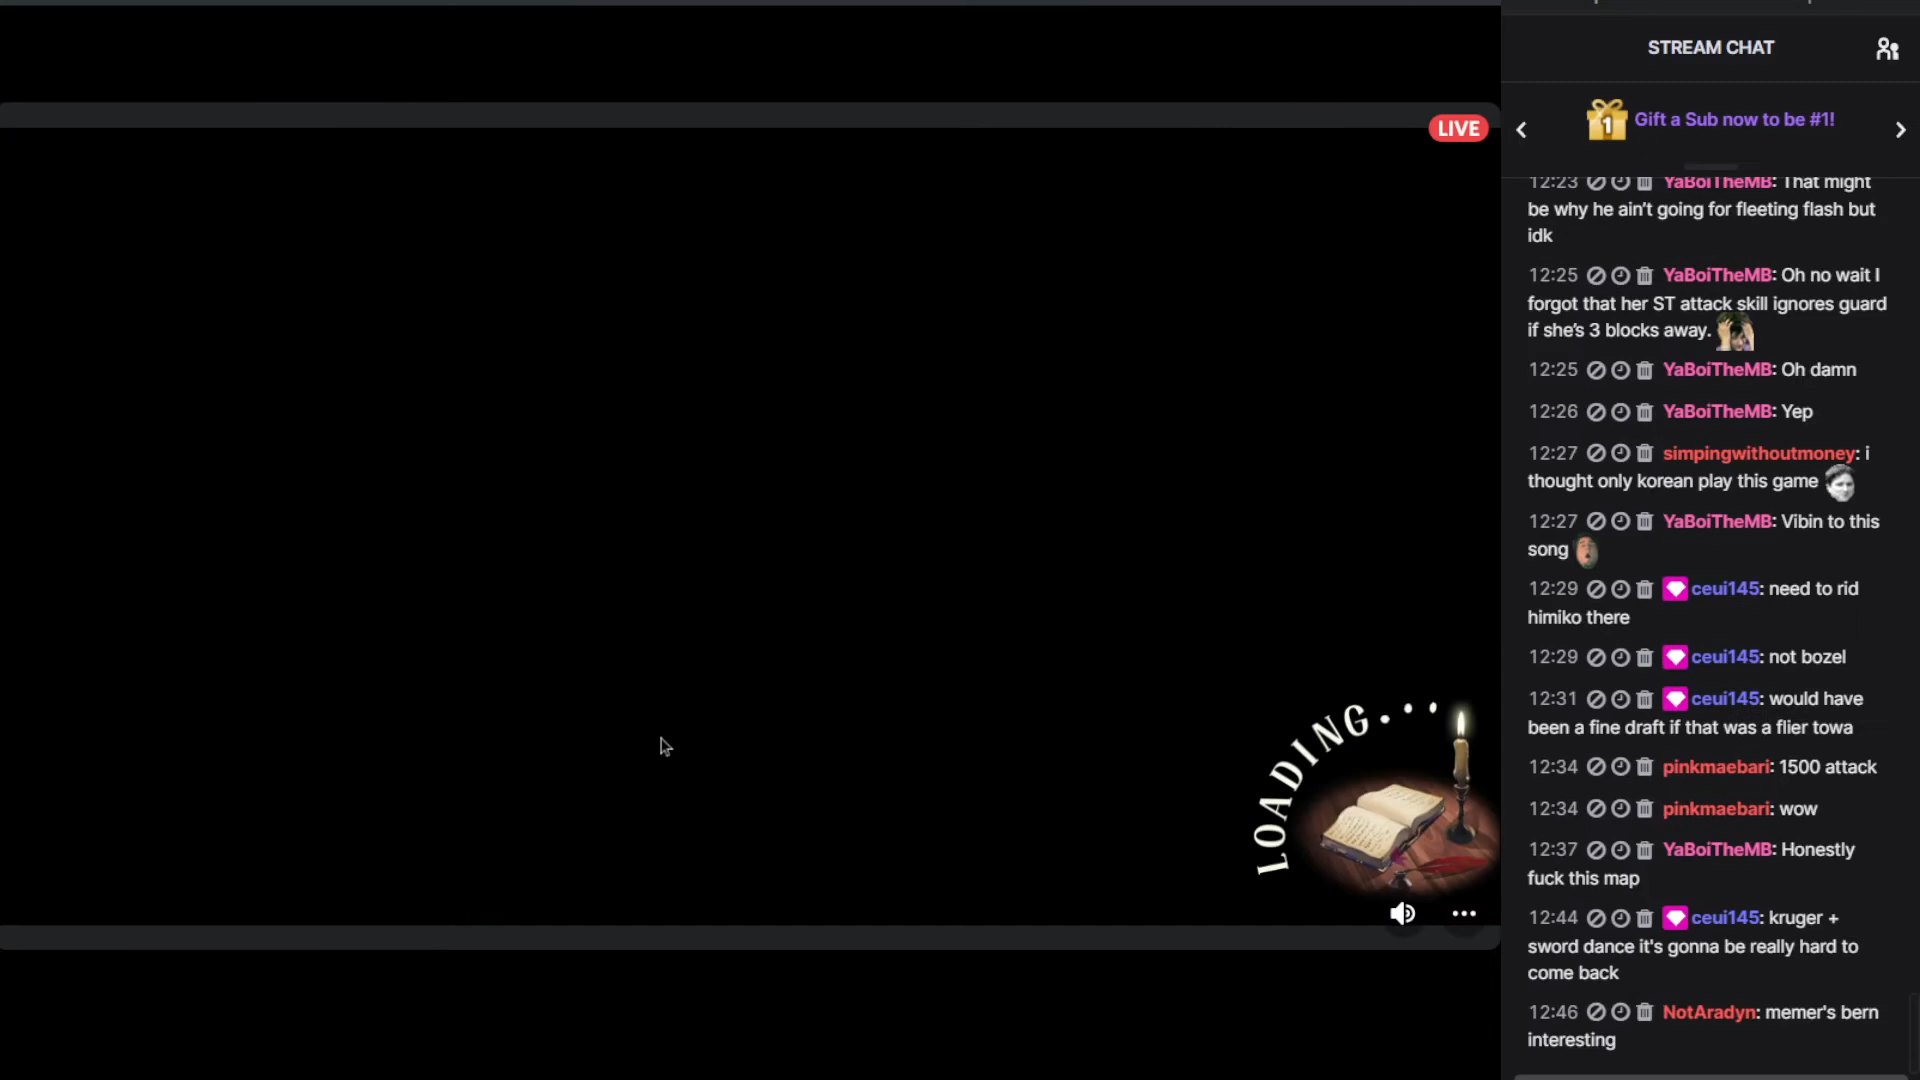 STREAM CHAT
1
Gift a Sub now to be #1!
LIVE
12:23 YaBoiTheMB: That might
be why he ain't going for fleeting flash but
idk
12:25 YaBoiTheMB: Oh no wait I
forgot that her ST attack skill ignores guard
if she's 3 blocks away.
12:25 YaBoiTheMB: Oh damn
12:26 YaBoiTheMB: Yep
12:27 simpingwithoutmoney: i
thought only korean play this game
12:27 YaBoiTheMB: Vibin to this
song
12:29 ceui145: need to rid
himiko there
12:29 ceui145: not bozel
12:31 ceui145: would have
been a fine draft if that was a flier towa
12:34 pinkmaebari: 1500 attack
12:34 pinkmaebari: wow
12:37 YaBoiTheMB: Honestly
fuck this map
12:44 ceui145: kruger +
sword dance it's gonna be really hard to
come back
12:46 NotAradyn: memer's bern
interesting
LOADING...